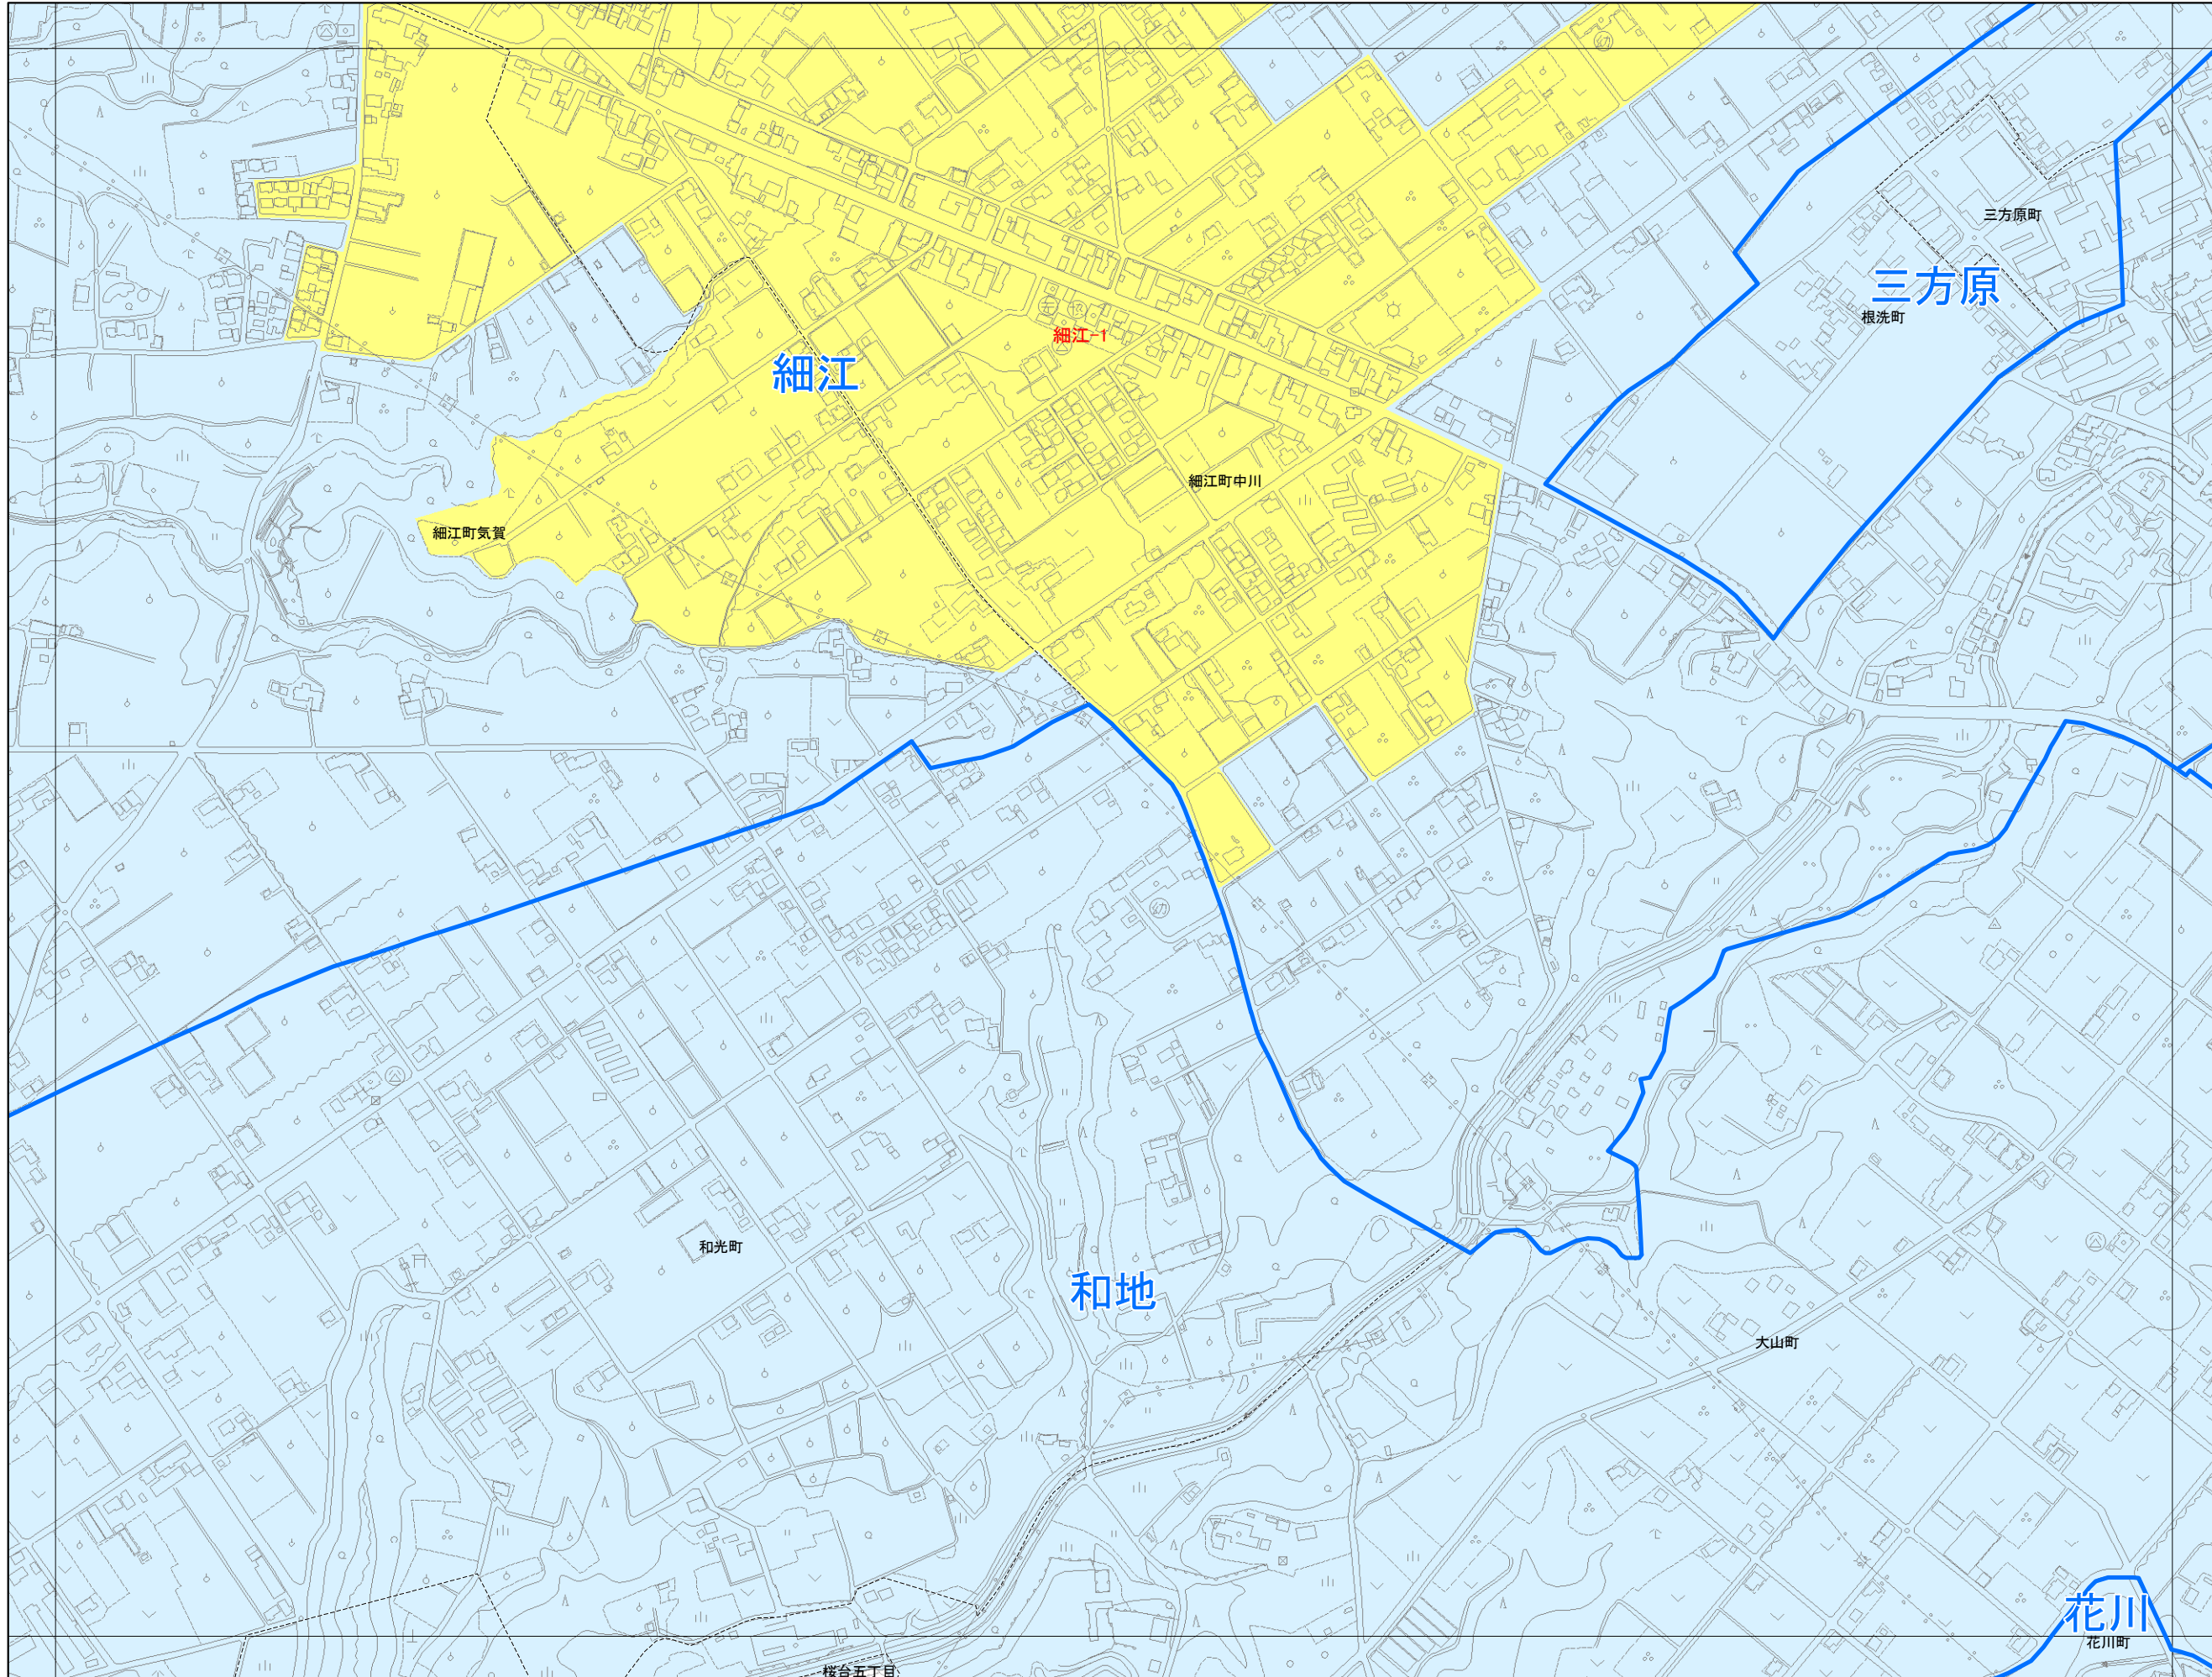 三方原町
三方原
根洗町
細江-1
細江
細江町中川
細江町気賀
和光町
和地
大山町
花川
花川町
桜台五丁目